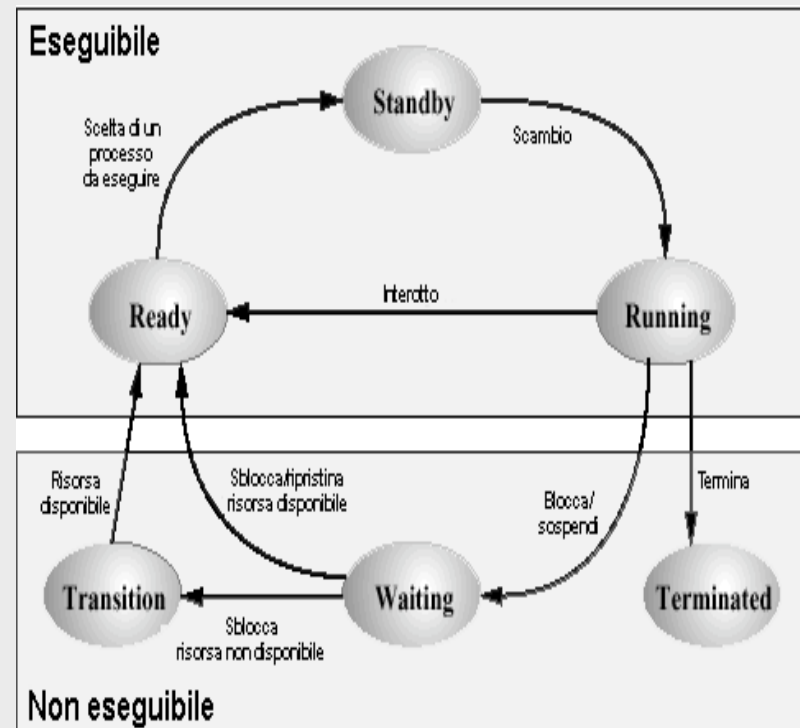 Eseguibile
Standby
Scelta di un
processo
da eseguire
Scambio
Ready
Interotto
Running
Risorsa
disponibile
Sblocca/ripristina
risorsa disponibile
Blocca/
sospendi
Termina
Transition
Waiting
Terminated
Sblocca
risorsa non disponibile
Non eseguibile